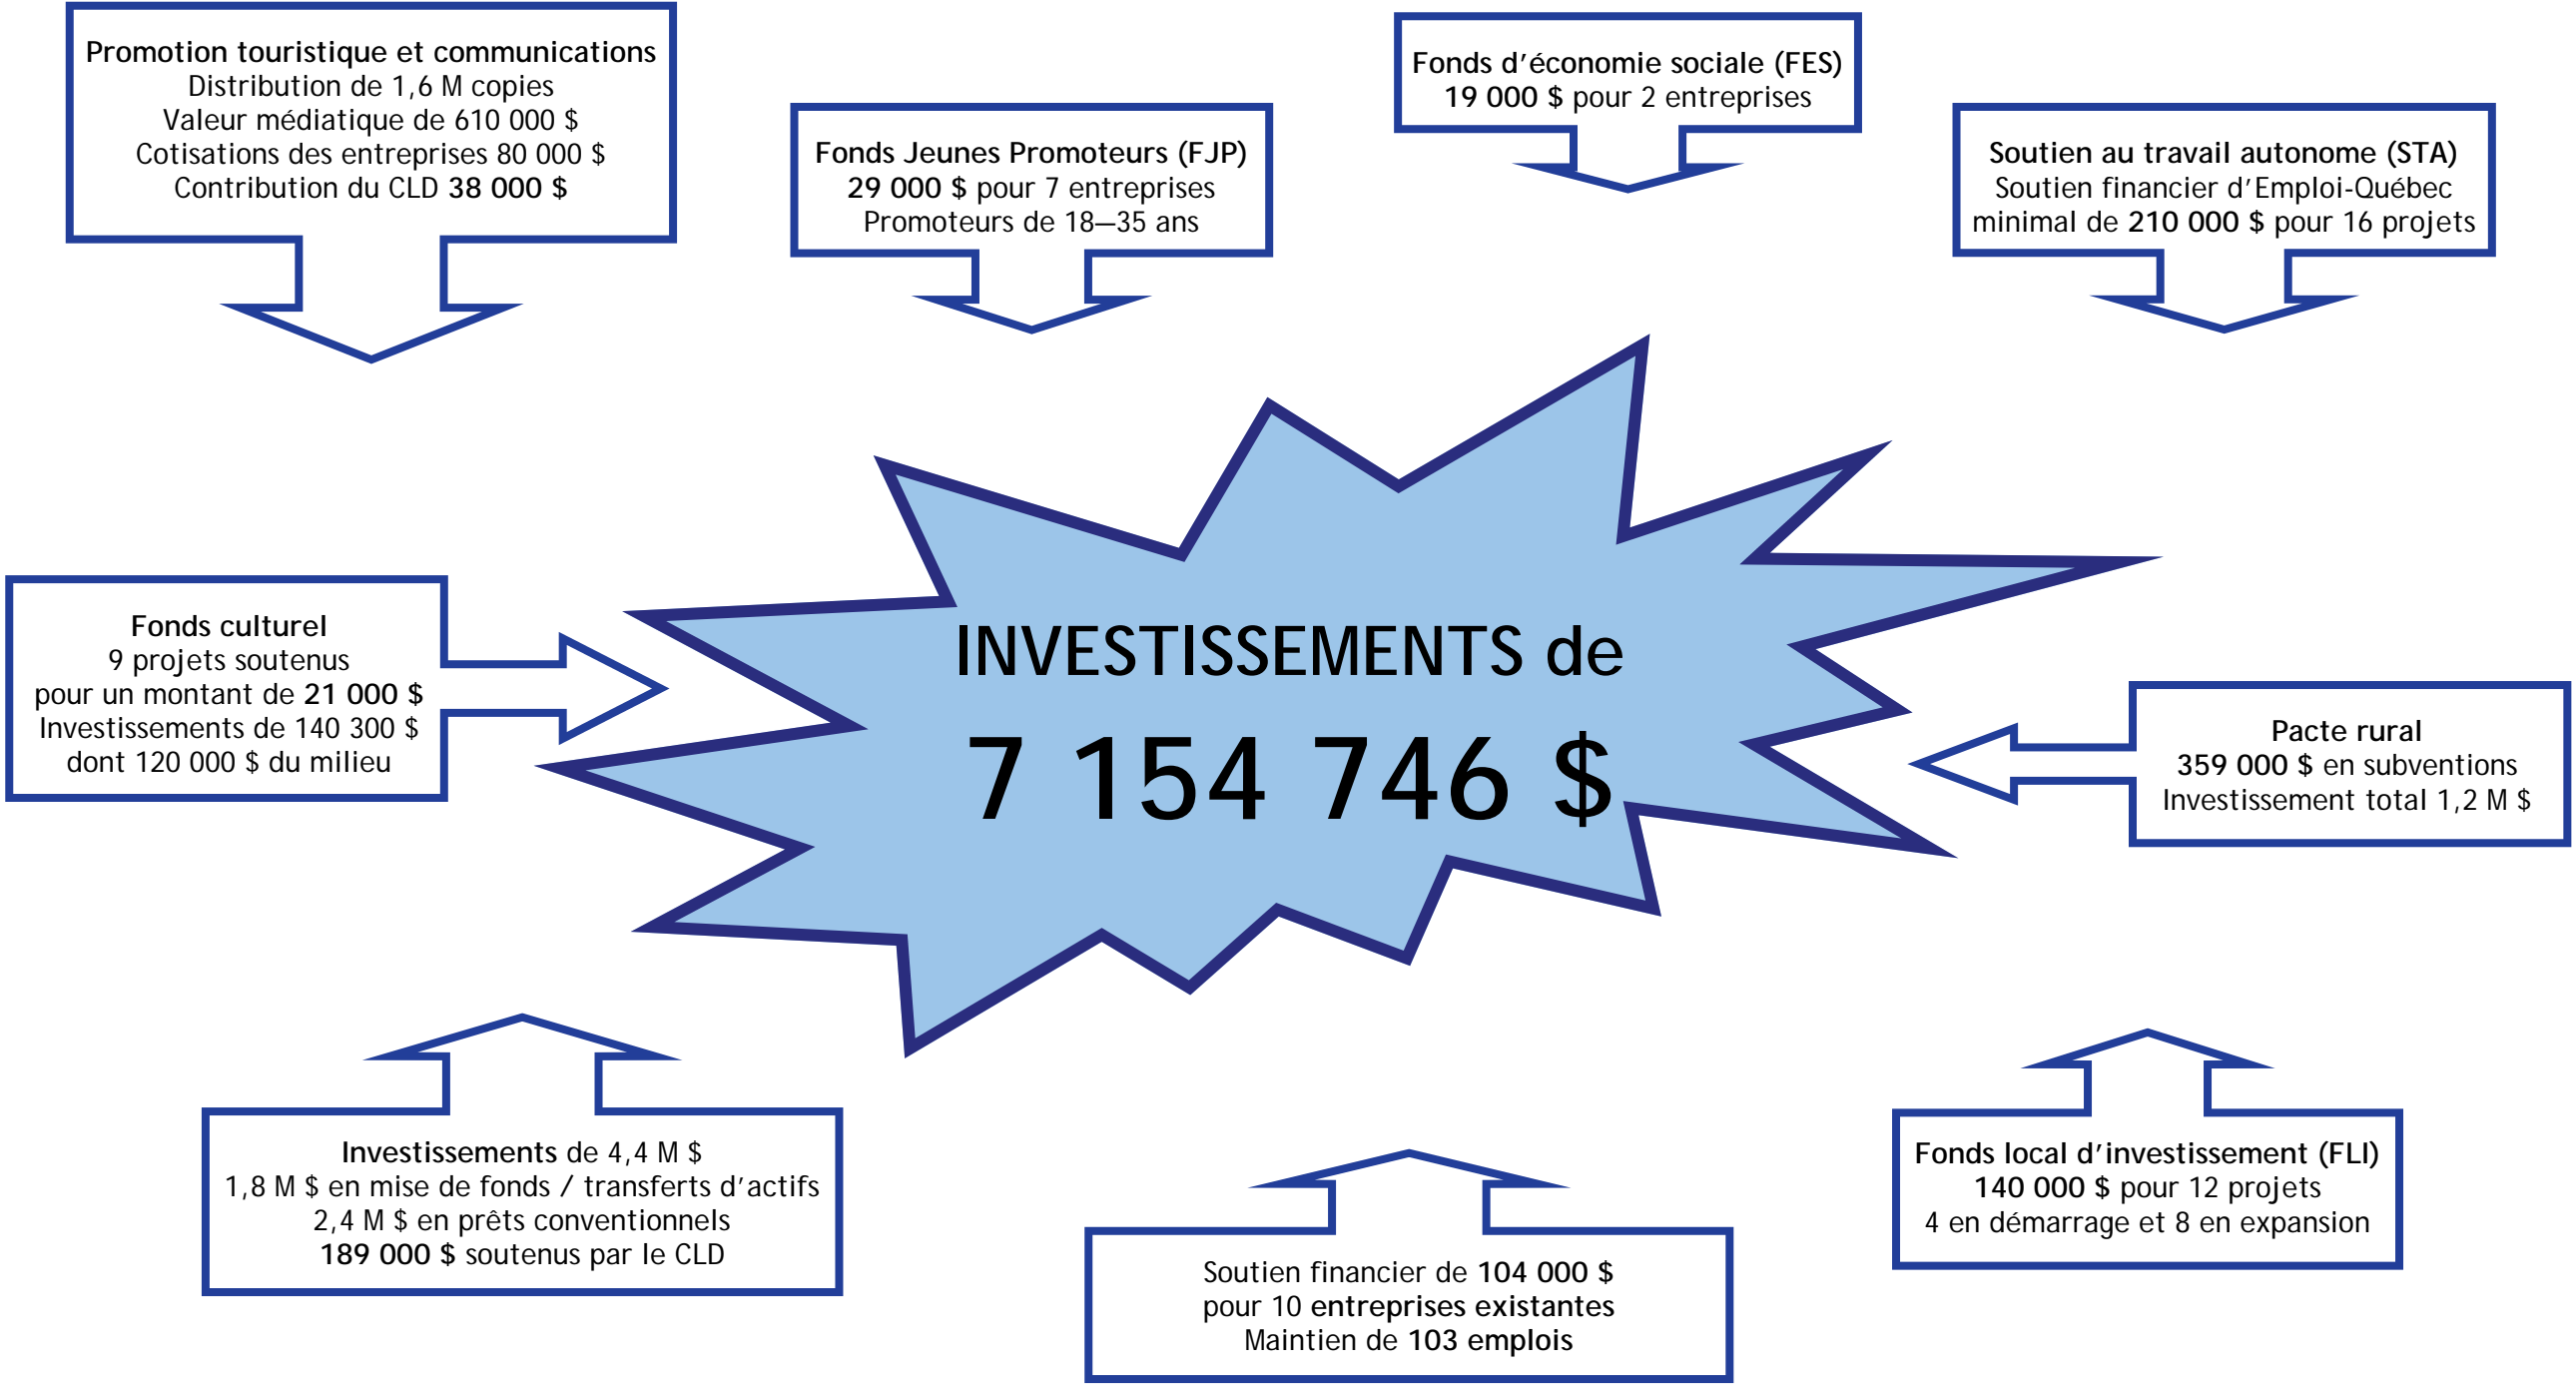 Promotion touristique et communications
Distribution de 1,6 M copies
Valeur médiatique de 610 000 $
Cotisations des entreprises 80 000 $
Contribution du CLD 38 000 $
Fonds Jeunes Promoteurs (FJP)
29 000 $ pour 7 entreprises
Promoteurs de 18—35 ans
Fonds d'économie sociale (FES)
19 000 $ pour 2 entreprises
Soutien au travail autonome (STA)
Soutien financier d'Emploi-Québec
minimal de 210 000 $ pour 16 projets
Fonds culturel
9 projets soutenus
pour un montant de 21 000 $
Investissements de 140 300 $
dont 120 000 $ du milieu
INVESTISSEMENTS de
7 154 746 $
Pacte rural
359 000 $ en subventions
Investissement total 1,2 M $
Investissements de 4,4 M $
1,8 M $ en mise de fonds / transferts d'actifs
2,4 M $ en prêts conventionnels
189 000 $ soutenus par le CLD
Soutien financier de 104 000 $
pour 10 entreprises existantes
Maintien de 103 emplois
Fonds local d'investissement (FLI)
140 000 $ pour 12 projets
4 en démarrage et 8 en expansion